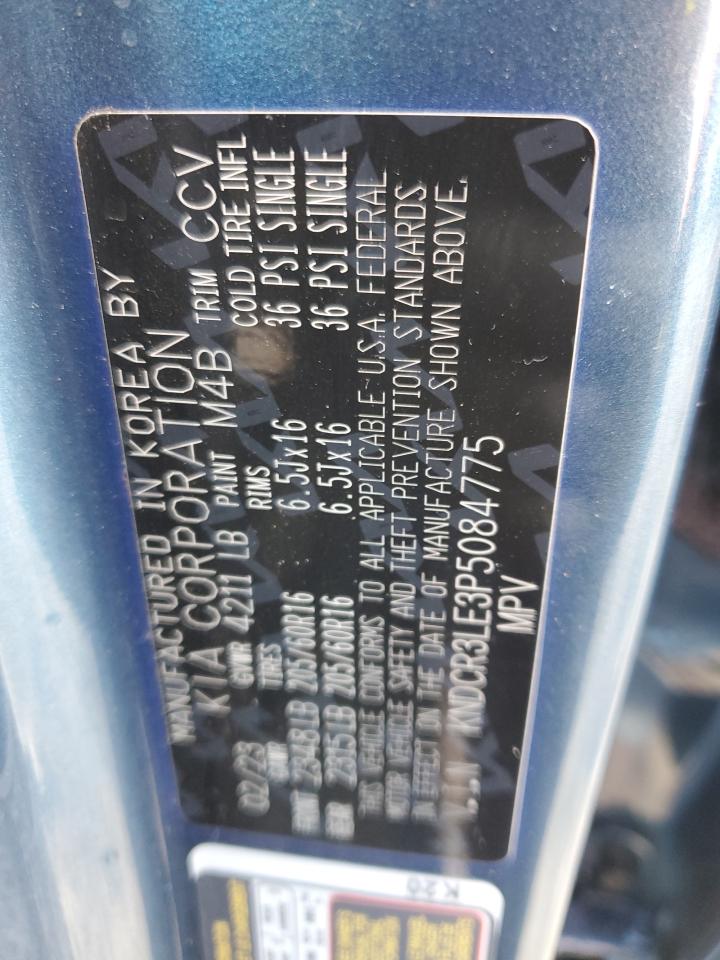 MANUFACTURED IN KOREA BY
KIA CORPORATION
02/23 GVWR 4211 LB PAINT M4B TRIM CCV
TIRES RIMS COLD TIRE INFL
2348LB 205/60R16 6.5Jx16 36 PSI SINGLE
205/60R16 6.5Jx16 36 PSI SINGLE
THIS VEHICLE CONFORMS TO ALL APPLICABLE U.S.A. FEDERAL
MOTOR VEHICLE SAFETY AND THEFT PREVENTION STANDARDS
IN EFFECT ON THE DATE OF MANUFACTURE SHOWN ABOVE.
KNDCR3LE3P5084775
MPV